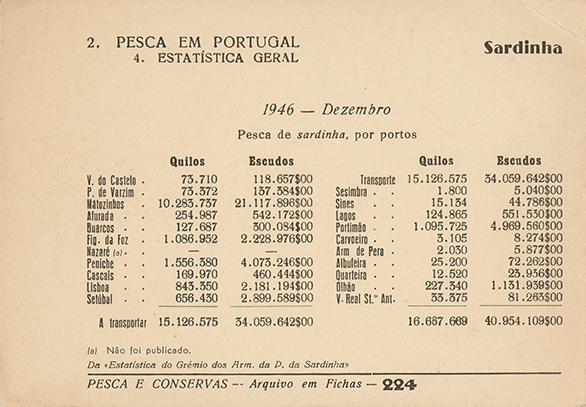 2. PESCA EM PORTUGAL
4. ESTATÍSTICA GERAL
Sardinha
1946 — Dezembro
Pesca de sardinha, por portos
Quilos Escudos
V. do Castelo . 73.710 118.657$00
P. de Varzim . 73.372 137.384$00
Matozinhos . 10.283.737 21.117.896$00
Afurada . . 254.987 542.172$00
Buarcos . . 127.687 300.084$00
Fig. da Foz . 1.086.952 2.228.976$00
Nazaré (a) . — —
Peniche . . 1.556.380 4.073.246$00
Cascais . . 169.970 460.444$00
Lisboa . . 843.350 2.181.194$00
Setúbal . . 656.430 2.899.589$00
A transportar 15.126.575 34.059.642$00
Quilos Escudos
Transporte 15.126.575 34.059.642$00
Sesimbra . . 1.800 5.040$00
Sines . . 15.134 44.786$00
Lagos . . 124.865 551.530$00
Portimão . . 1.095.725 4.969.560$00
Carvoeiro . . 3.105 8.274$00
Arm de Pera . 2.030 5.877$00
Albufeira . . 25.200 72.262$00
Quarteira . . 12.520 23.936$00
Olhão . . 227.340 1.131.939$00
V. Real St.º Ant. 33.375 81.263$00
16.687.669 40.954.109$00
(a) Não foi publicado.
Da «Estatística do Grémio dos Arm. da P. da Sardinha»
PESCA E CONSERVAS -- Arquivo em Fichas — 224